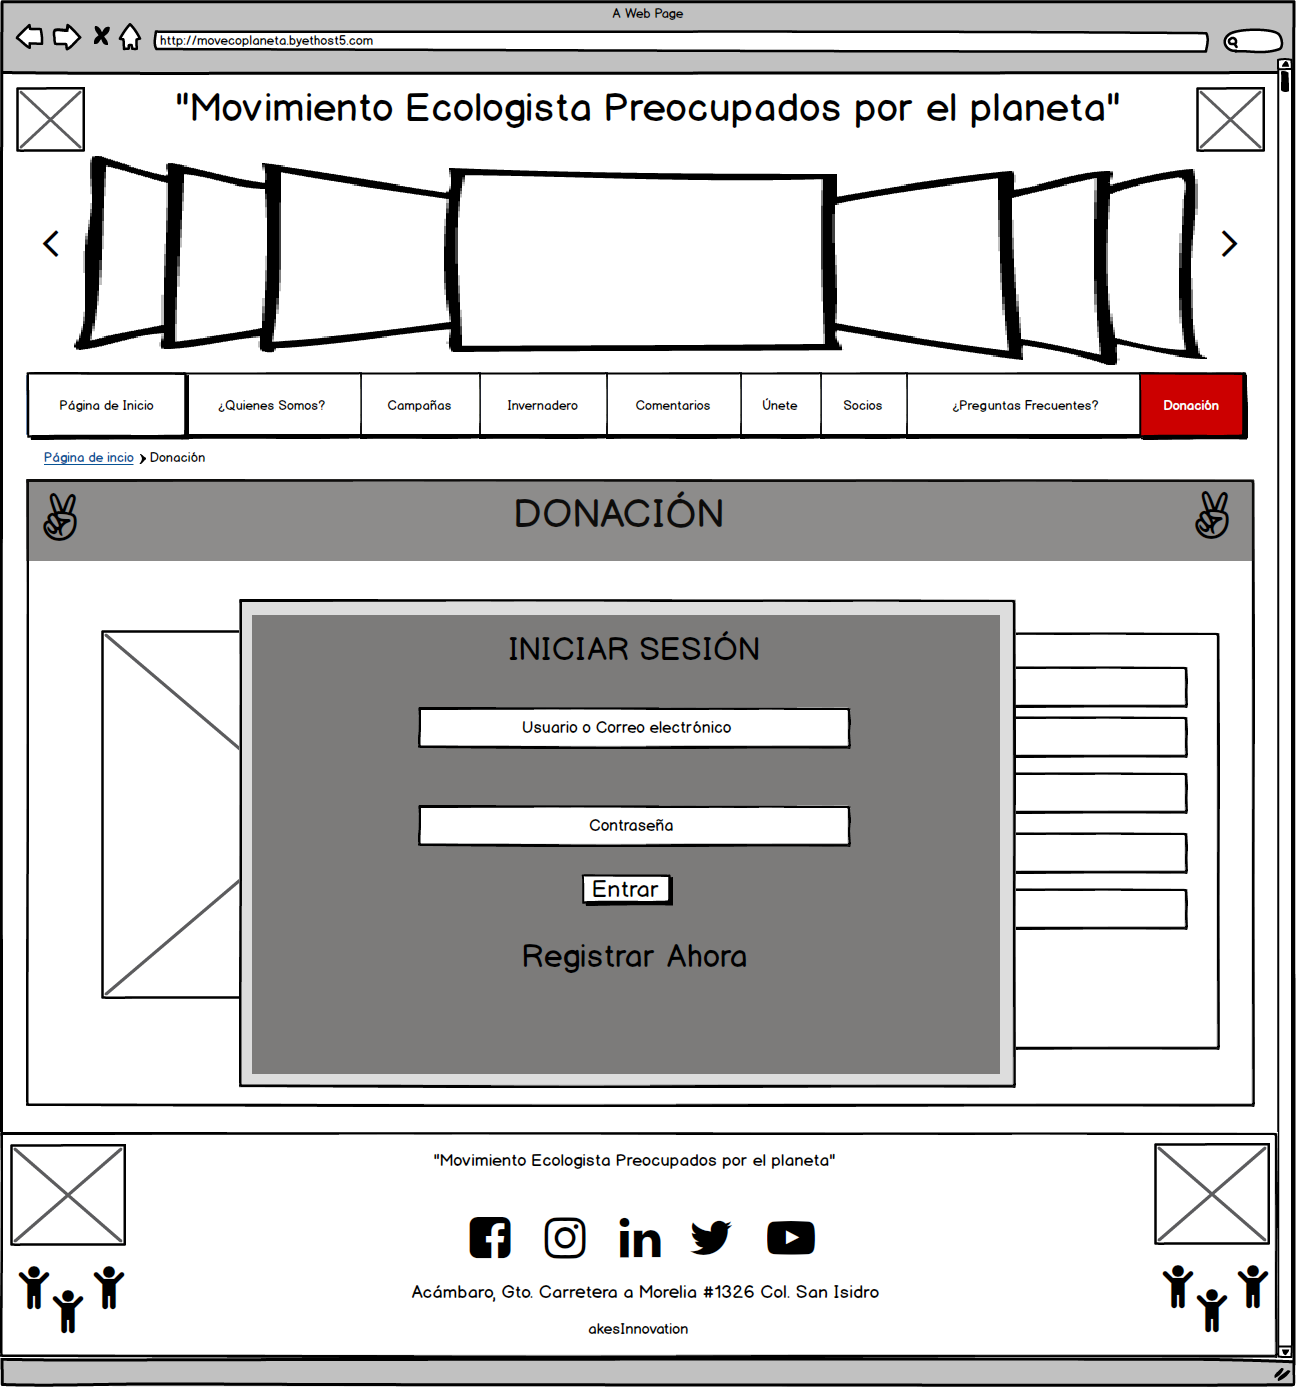 A Web Page
http://movecoplaneta.byethost5.com
"Movimiento Ecologista Preocupados por el planeta"
Página de Inicio ¿Quienes Somos? Campañas Invernadero Comentarios Únete Socios ¿Preguntas Frecuentes? Donación
Página de incio Donación
DONACIÓN
INICIAR SESIÓN
Usuario o Correo electrónico
Contraseña
Entrar
Registrar Ahora
"Movimiento Ecologista Preocupados por el planeta"
Acámbaro, Gto. Carretera a Morelia #1326 Col. San Isidro
akesInnovation